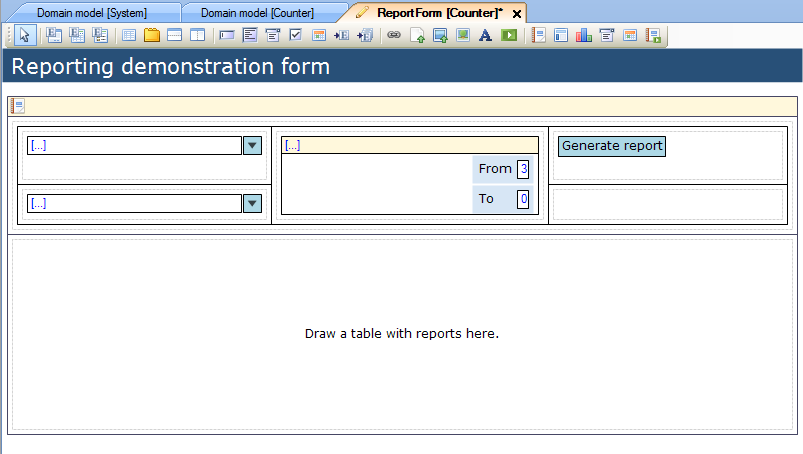 Domain model [System]
Domain model [Counter]
ReportForm [Counter]*
Reporting demonstration form
[...]
[...]
Generate report
From 3
To 0
[...]
Draw a table with reports here.